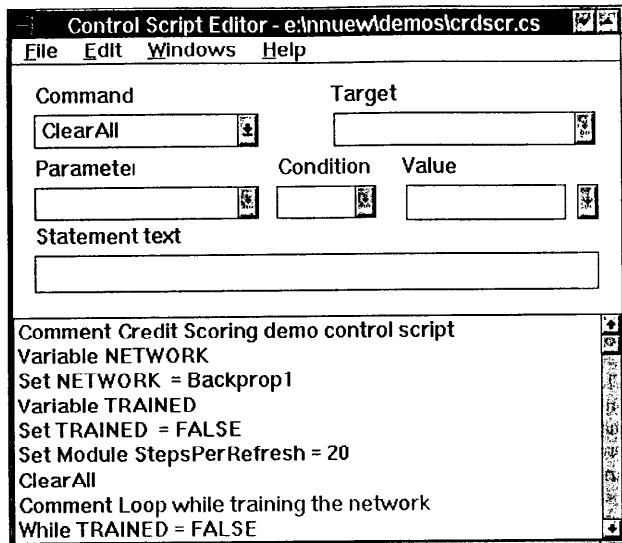 Control Script Editor - e:\nnuew\demos\crdscr.cs
File Edit Windows Help
Command Target
ClearAll
Parameter Condition Value
Statement text
Comment Credit Scoring demo control script
Variable NETWORK
Set NETWORK = Backprop1
Variable TRAINED
Set TRAINED = FALSE
Set Module StepsPerRefresh = 20
ClearAll
Comment Loop while training the network
While TRAINED = FALSE